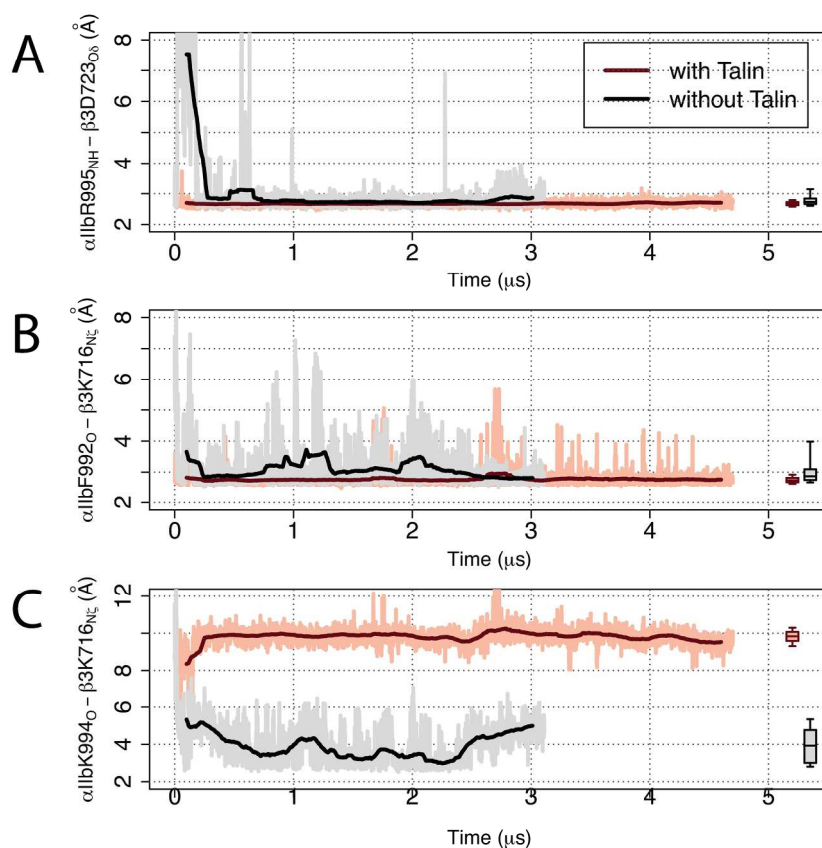 A
αIIbR995NH – β3D723Oδ (Å)
8
6
4
2
with Talin
without Talin
0 1 2 3 4 5
Time (μs)
B
αIIbF992O – β3K716Nζ (Å)
8
6
4
2
0 1 2 3 4 5
Time (μs)
C
αIIbK994O – β3K716Nζ (Å)
12
10
8
6
4
2
0 1 2 3 4 5
Time (μs)